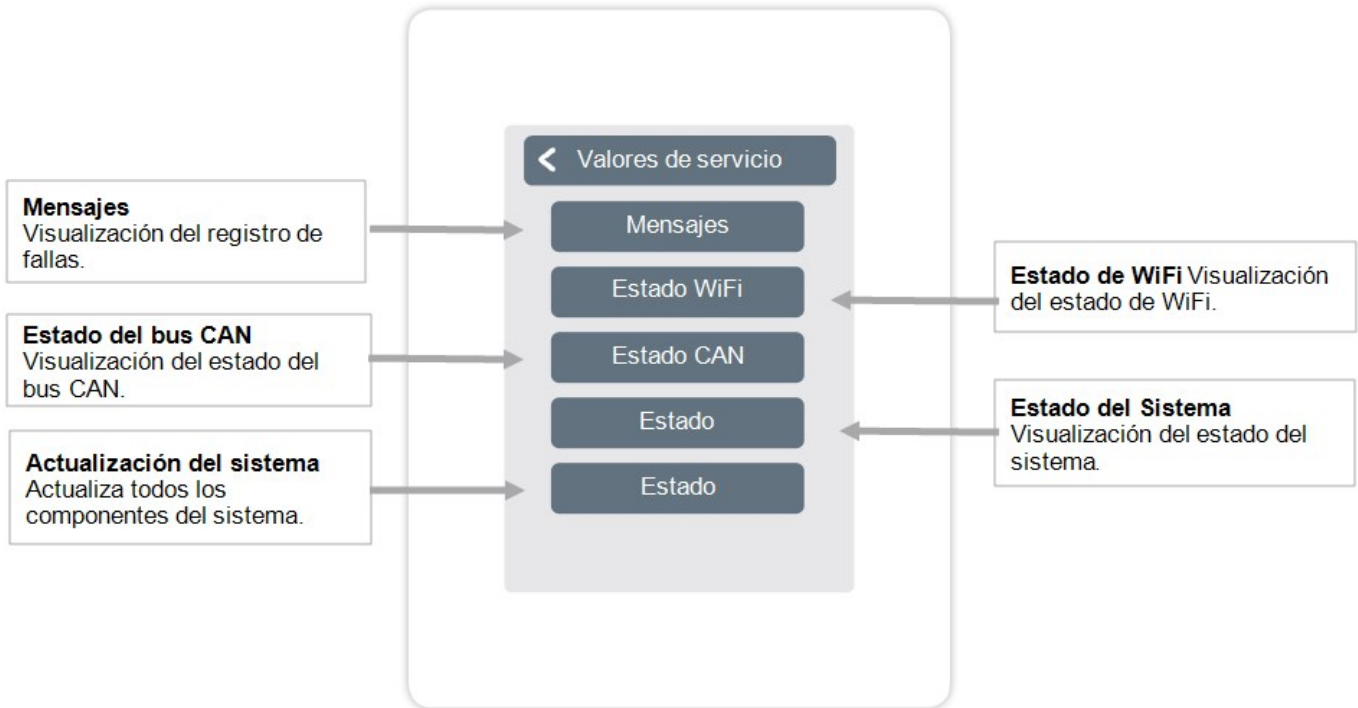 Valores de servicio
Mensajes
Estado WiFi
Estado CAN
Estado
Estado
Mensajes
Visualización del registro de
fallas.
Estado del bus CAN
Visualización del estado del
bus CAN.
Actualización del sistema
Actualiza todos los
componentes del sistema.
Estado de WiFi Visualización
del estado de WiFi.
Estado del Sistema
Visualización del estado del
sistema.